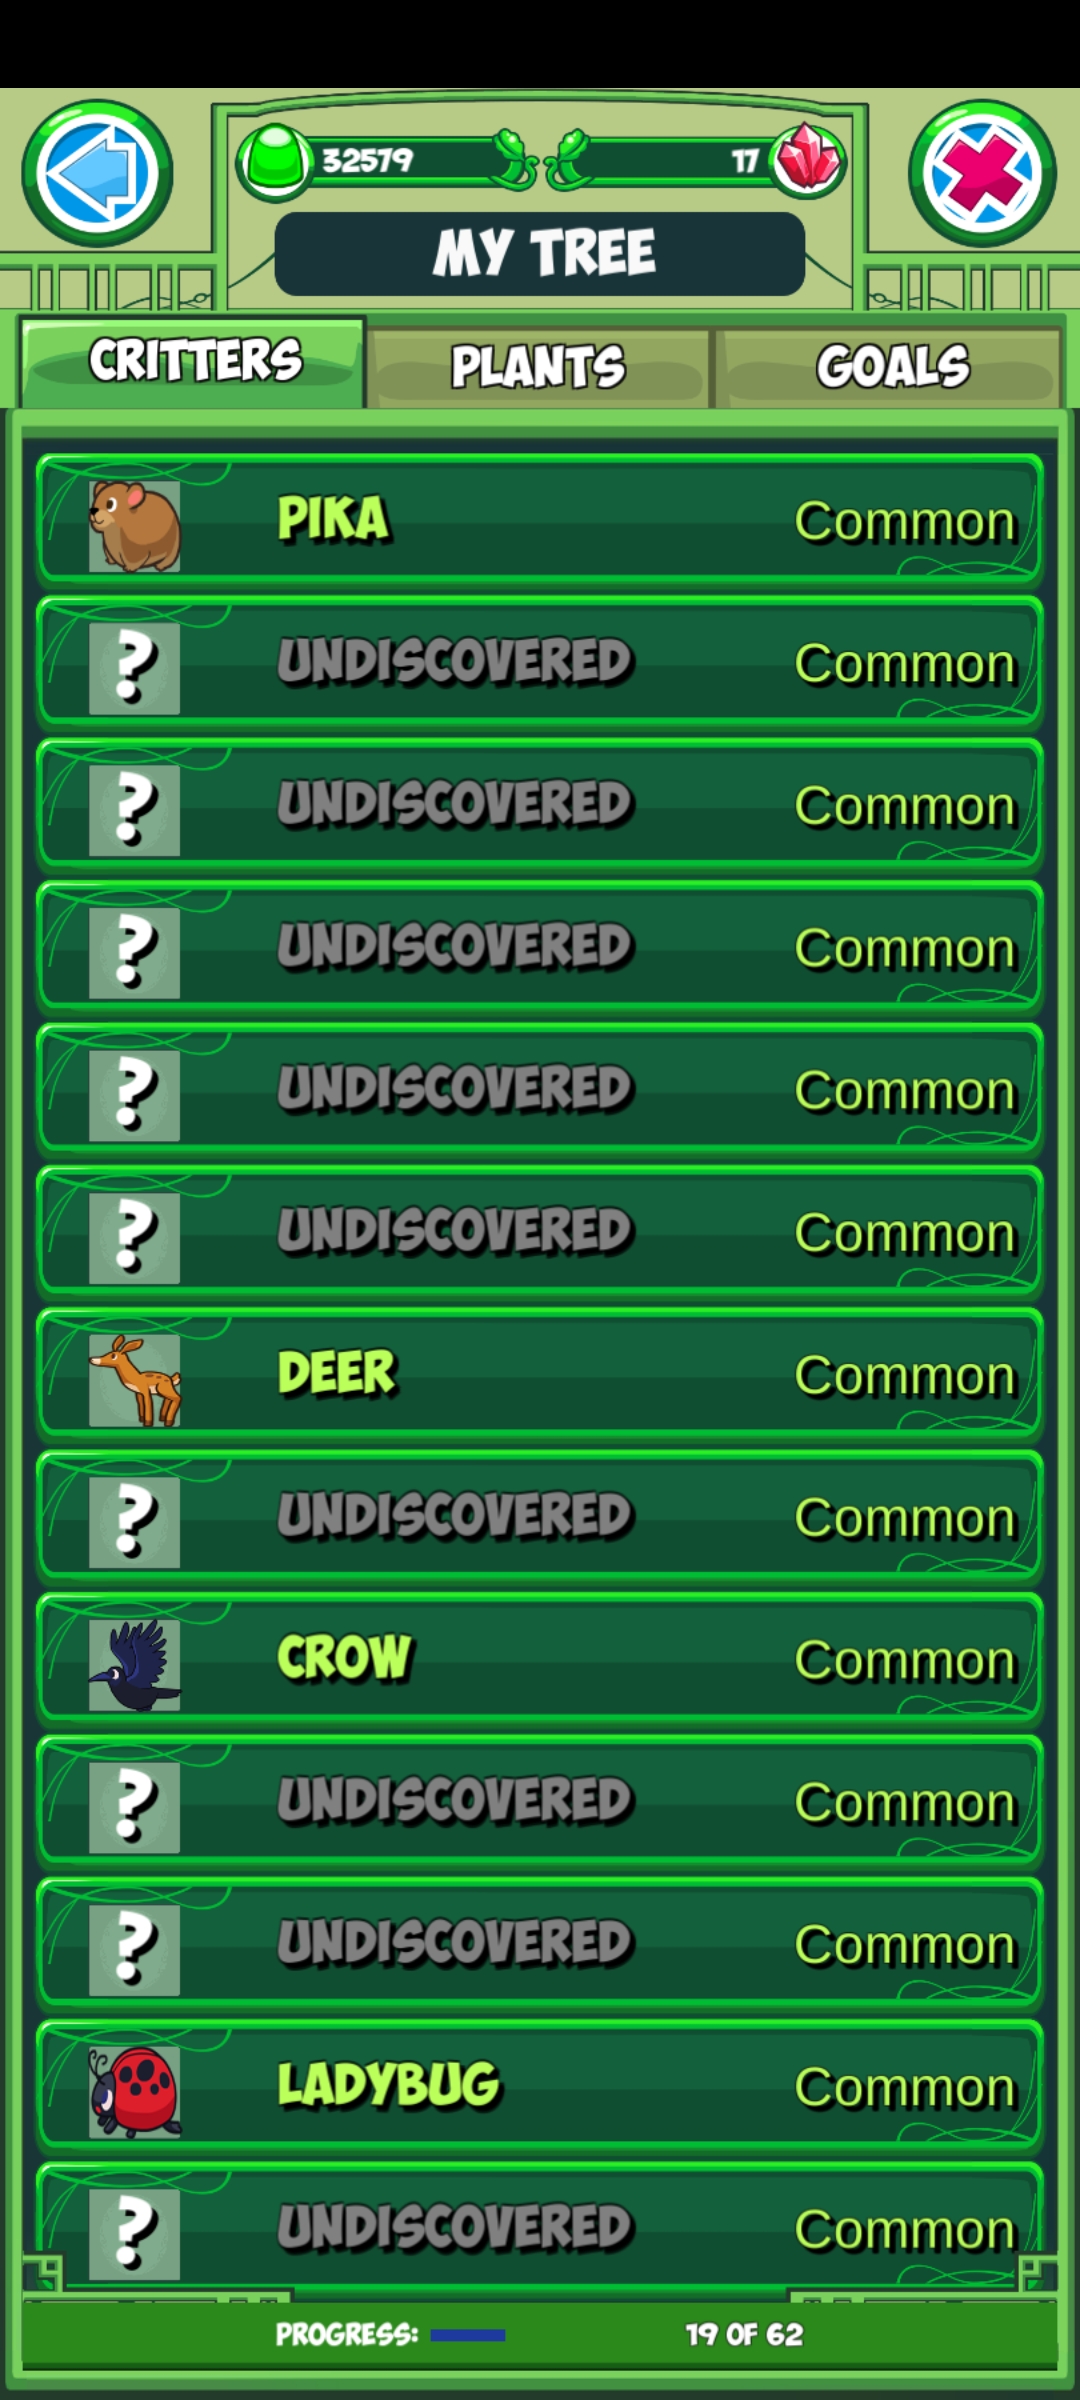 32579
17
MY TREE
CRITTERS
PLANTS
GOALS
PIKA Common
? UNDISCOVERED Common
? UNDISCOVERED Common
? UNDISCOVERED Common
? UNDISCOVERED Common
? UNDISCOVERED Common
DEER Common
? UNDISCOVERED Common
CROW Common
? UNDISCOVERED Common
? UNDISCOVERED Common
LADYBUG Common
? UNDISCOVERED Common
PROGRESS: 19 OF 62